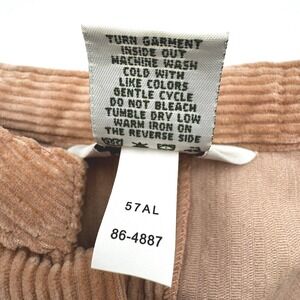 TURN GARMENT
INSIDE OUT
MACHINE WASH
COLD WITH
LIKE COLORS
GENTLE CYCLE
DO NOT BLEACH
TUMBLE DRY LOW
WARM IRON ON
THE REVERSE SIDE
57AL
86-4887